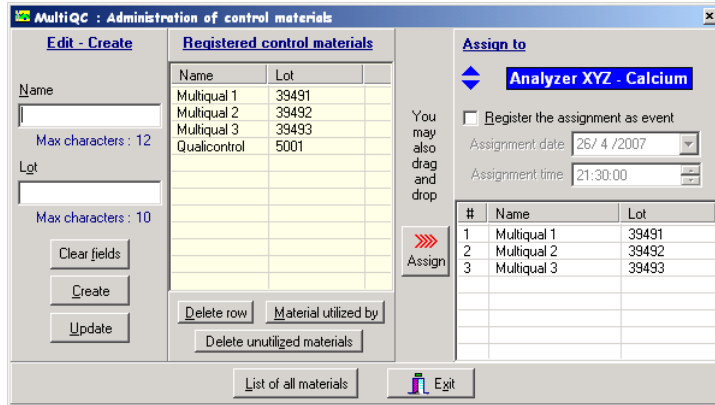 MultiQC : Administration of control materials
Edit - Create
Name
Max characters : 12
Lot
Max characters : 10
Clear fields
Create
Update
Registered control materials
Name Lot
Multiqual 1 39491
Multiqual 2 39492
Multiqual 3 39493
Qualicontrol 5001
Delete row
Material utilized by
Delete unutilized materials
You
may
also
drag
and
drop
Assign
Assign to
Analyzer XYZ - Calcium
Register the assignment as event
Assignment date 26/ 4 /2007
Assignment time 21:30:00
# Name Lot
1 Multiqual 1 39491
2 Multiqual 2 39492
3 Multiqual 3 39493
List of all materials
Exit